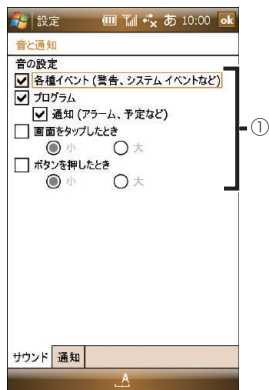 設定 あ 10:00 ok
音と通知
音の設定
各種イベント (警告、システム イベントなど)
プログラム
通知 (アラーム、予定など)
画面をタップしたとき
小 大
ボタンを押したとき
小 大
①
サウンド 通知
A